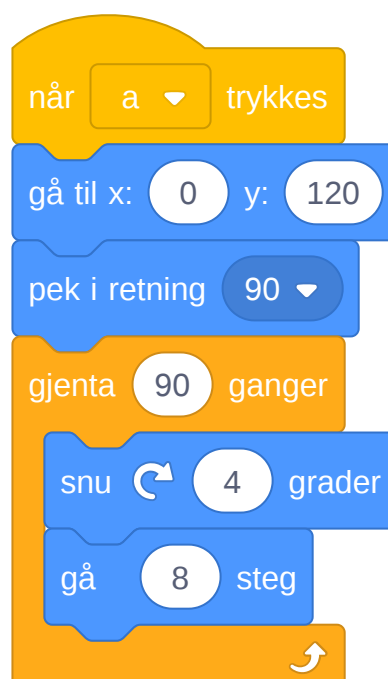 når a trykkes
gå til x: 0 y: 120
pek i retning 90
gjenta 90 ganger
snu 4 grader
gå 8 steg